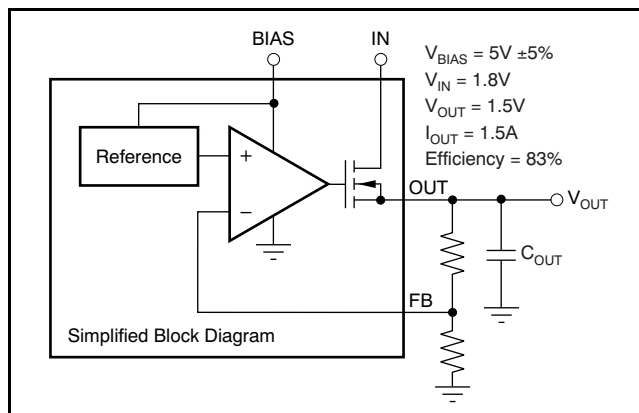 BIAS
IN
V_BIAS = 5V ±5%
V_IN = 1.8V
V_OUT = 1.5V
I_OUT = 1.5A
Efficiency = 83%
Reference
+
−
OUT
V_OUT
C_OUT
FB
Simplified Block Diagram